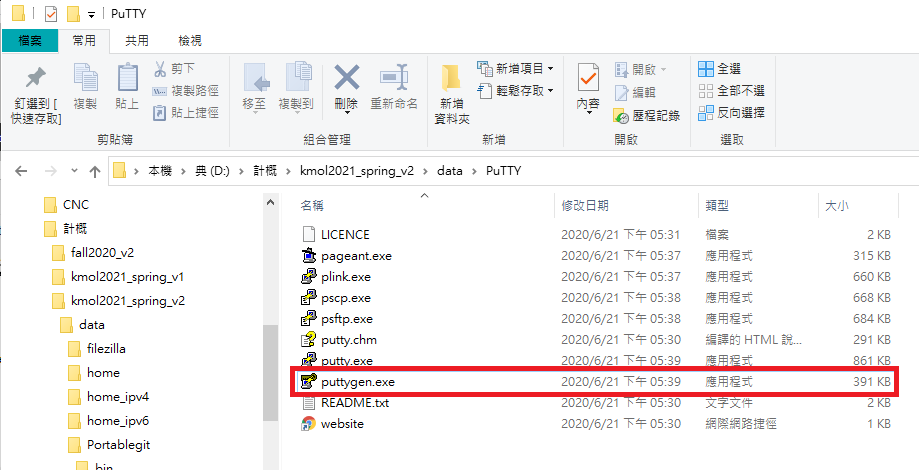 PuTTY
檔案 常用 共用 檢視
釘選到 [
快速存取]
複製
貼上
剪下
複製路徑
貼上捷徑
剪貼簿
移至
複製到
刪除
重新命名
組合管理
新增
資料夾
新增項目
輕鬆存取
新增
內容
開啟
編輯
歷程記錄
開啟
全選
全部不選
反向選擇
選取
本機 典 (D:) 計概 kmol2021_spring_v2 data PuTTY
CNC
計概
fall2020_v2
kmol2021_spring_v1
kmol2021_spring_v2
data
filezilla
home
home_ipv4
home_ipv6
Portablegit
bin
名稱 修改日期 類型 大小
LICENCE 2020/6/21 下午 05:31 檔案 2 KB
pageant.exe 2020/6/21 下午 05:37 應用程式 315 KB
plink.exe 2020/6/21 下午 05:37 應用程式 660 KB
pscp.exe 2020/6/21 下午 05:38 應用程式 668 KB
psftp.exe 2020/6/21 下午 05:38 應用程式 684 KB
putty.chm 2020/6/21 下午 05:30 編譯的 HTML 說... 291 KB
putty.exe 2020/6/21 下午 05:39 應用程式 861 KB
puttygen.exe 2020/6/21 下午 05:39 應用程式 391 KB
README.txt 2020/6/21 下午 05:30 文字文件 2 KB
website 2020/6/21 下午 05:30 網際網路捷徑 1 KB